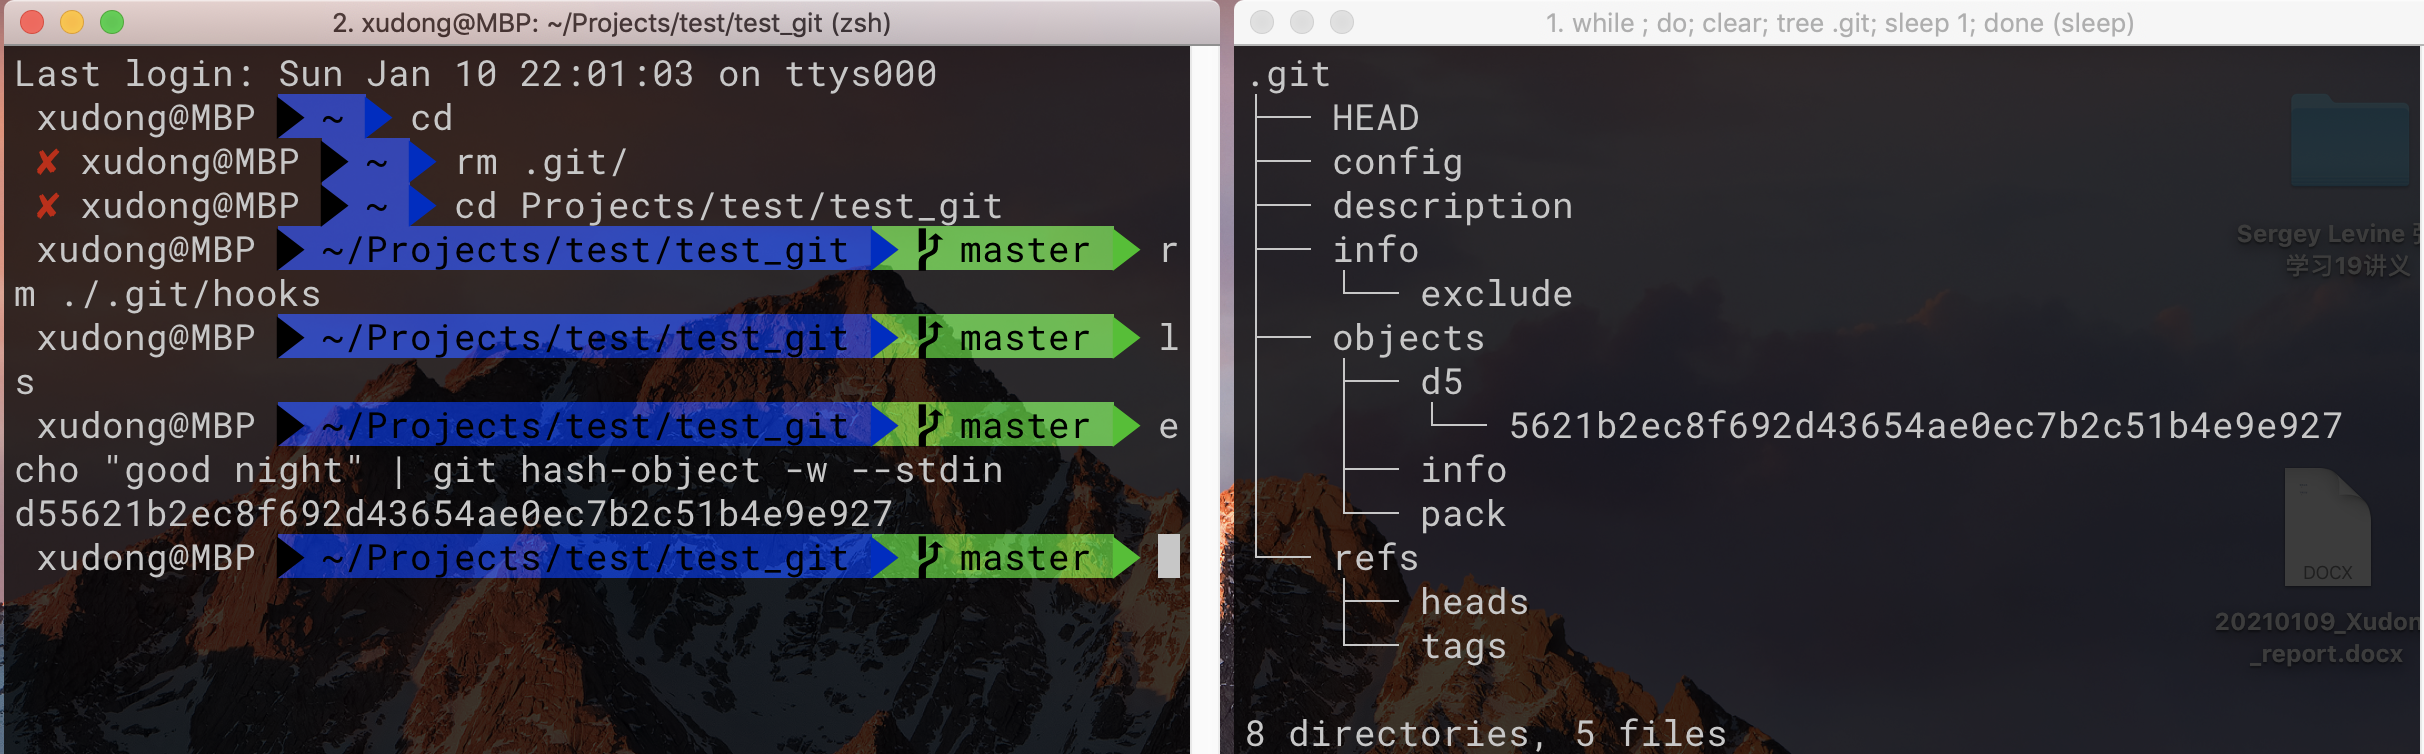 2. xudong@MBP: ~/Projects/test/test_git (zsh)
Last login: Sun Jan 10 22:01:03 on ttys000
xudong@MBP ~ cd
✘ xudong@MBP ~ rm .git/
✘ xudong@MBP ~ cd Projects/test/test_git
xudong@MBP ~/Projects/test/test_git master r
m ./.git/hooks
xudong@MBP ~/Projects/test/test_git master l
s
xudong@MBP ~/Projects/test/test_git master e
cho "good night" | git hash-object -w --stdin
d55621b2ec8f692d43654ae0ec7b2c51b4e9e927
xudong@MBP ~/Projects/test/test_git master
1. while ; do; clear; tree .git; sleep 1; done (sleep)
.git
├── HEAD
├── config
├── description
├── info
│   └── exclude
├── objects
│   ├── d5
│   │   └── 5621b2ec8f692d43654ae0ec7b2c51b4e9e927
│   ├── info
│   └── pack
└── refs
    ├── heads
    └── tags
8 directories, 5 files
Sergey Levine
学习19讲义
DOCX
20210109_Xudon
_report.docx